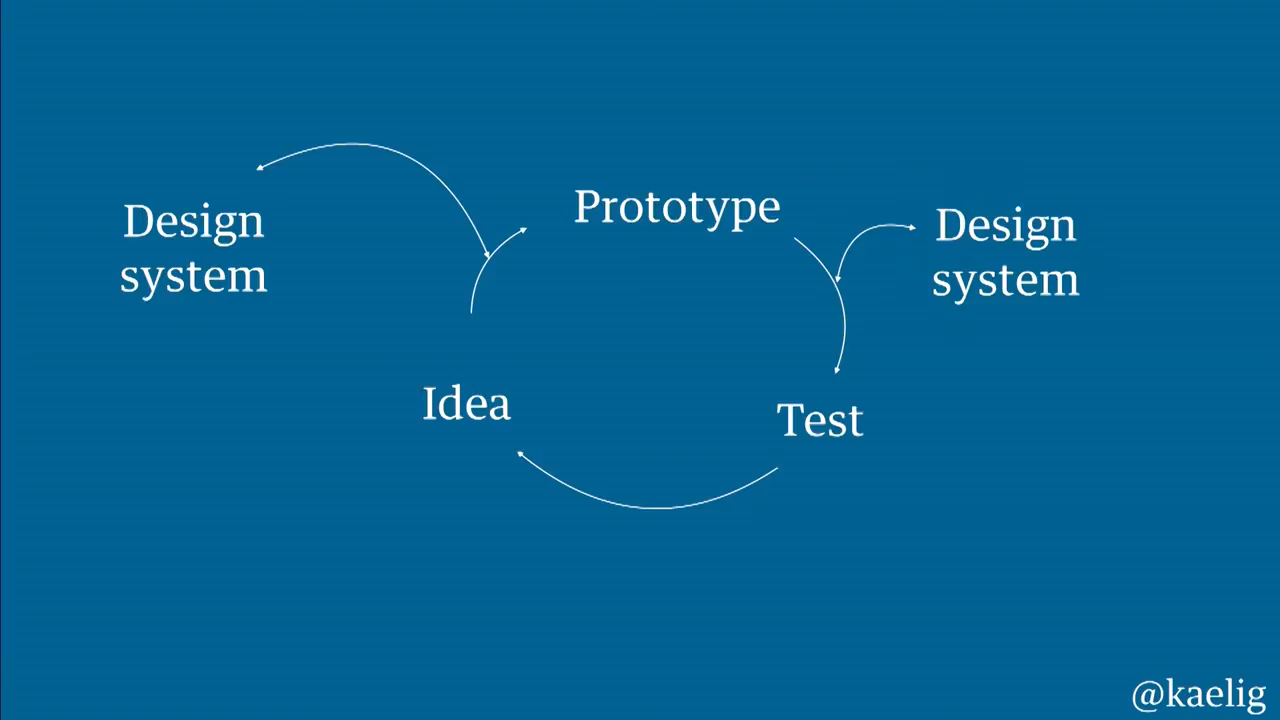 Design
system
Prototype
Design
system
Idea
Test
@kaelig